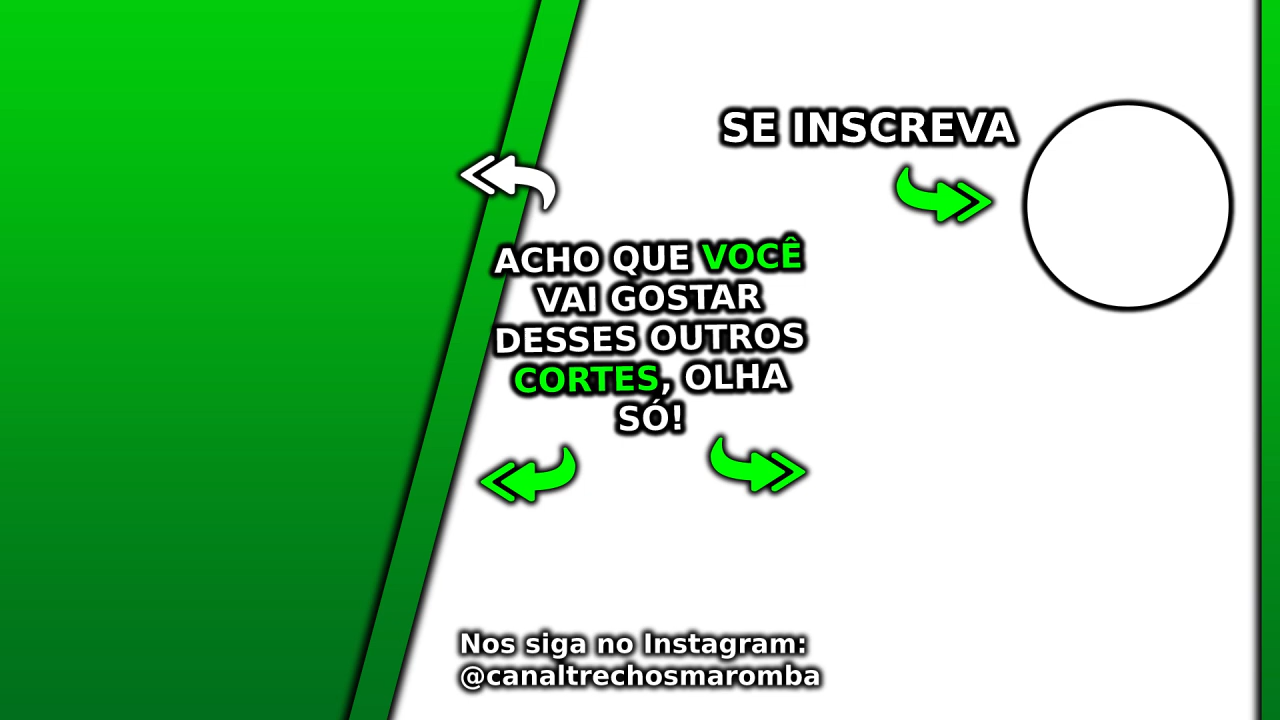 SE INSCREVA
ACHO QUE VOCÊ
VAI GOSTAR
DESSES OUTROS
CORTES, OLHA
SÓ!
Nos siga no Instagram:
@canaltrechosmaromba